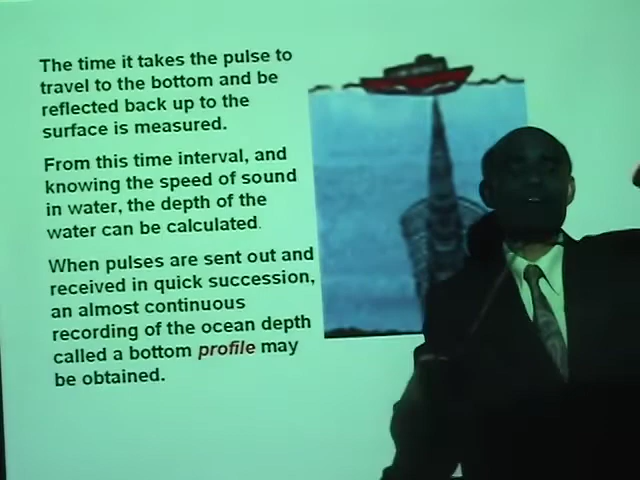 The time it takes the pulse to
travel to the bottom and be
reflected back up to the
surface is measured.
From this time interval, and
knowing the speed of sound
in water, the depth of the
water can be calculated.
When pulses are sent out and
received in quick succession,
an almost continuous
recording of the ocean depth
called a bottom profile may
be obtained.